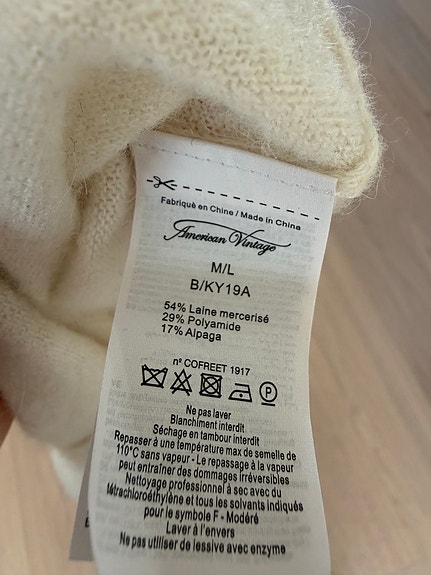 Fabriqué en Chine / Made in China
American Vintage
M/L
B/KY19A
54% Laine mercerisé
29% Polyamide
17% Alpaga
nº COFREET 1917
P
Ne pas laver
Blanchiment interdit
Séchage en tambour interdit
Repasser à une température max de semelle de
110°C sans vapeur - Le repassage à la vapeur
peut entraîner des dommages irréversibles
Nettoyage professionnel à sec avec du
tétrachloroéthylène et tous les solvants indiqués
pour le symbole F - Modéré
Laver à l'envers
Ne pas utiliser de lessive avec enzyme